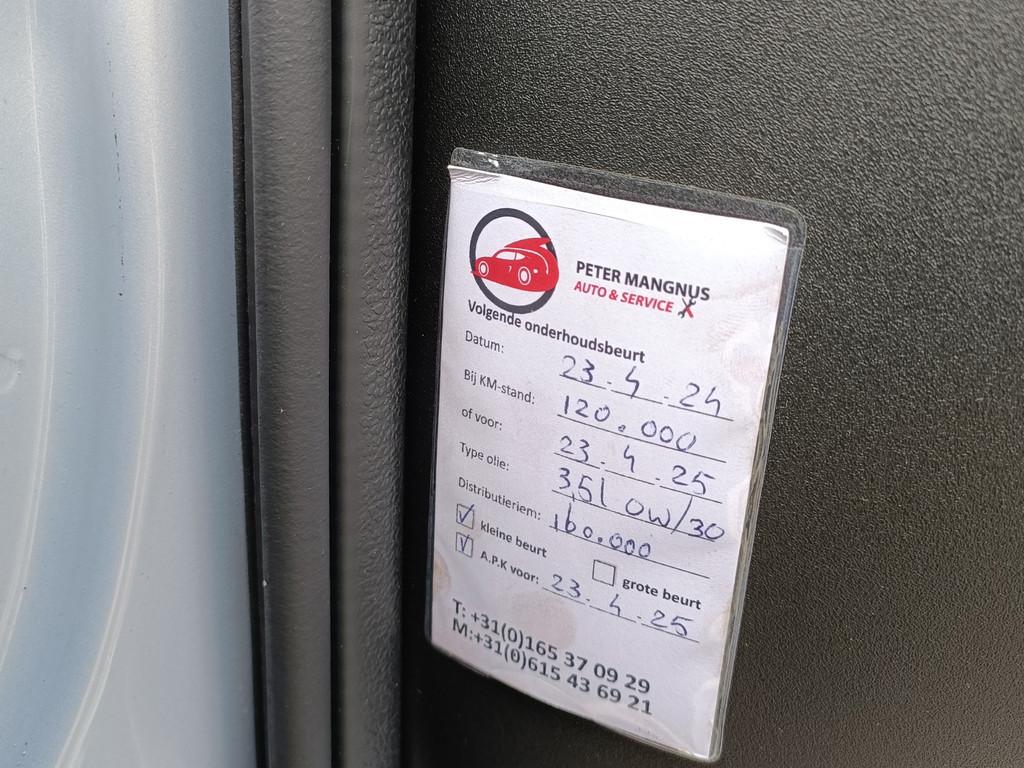 PETER MANGNUS
AUTO & SERVICE
Volgende onderhoudsbeurt
Datum: 23.4.24
Bij KM-stand: 120.000
of voor: 23.4.25
Type olie: 3,5l 0W/30
Distributieriem: 160.000
kleine beurt grote beurt
A.P.K voor: 23.4.25
T: +31(0)165 37 09 29
M:+31(0)615 43 69 21